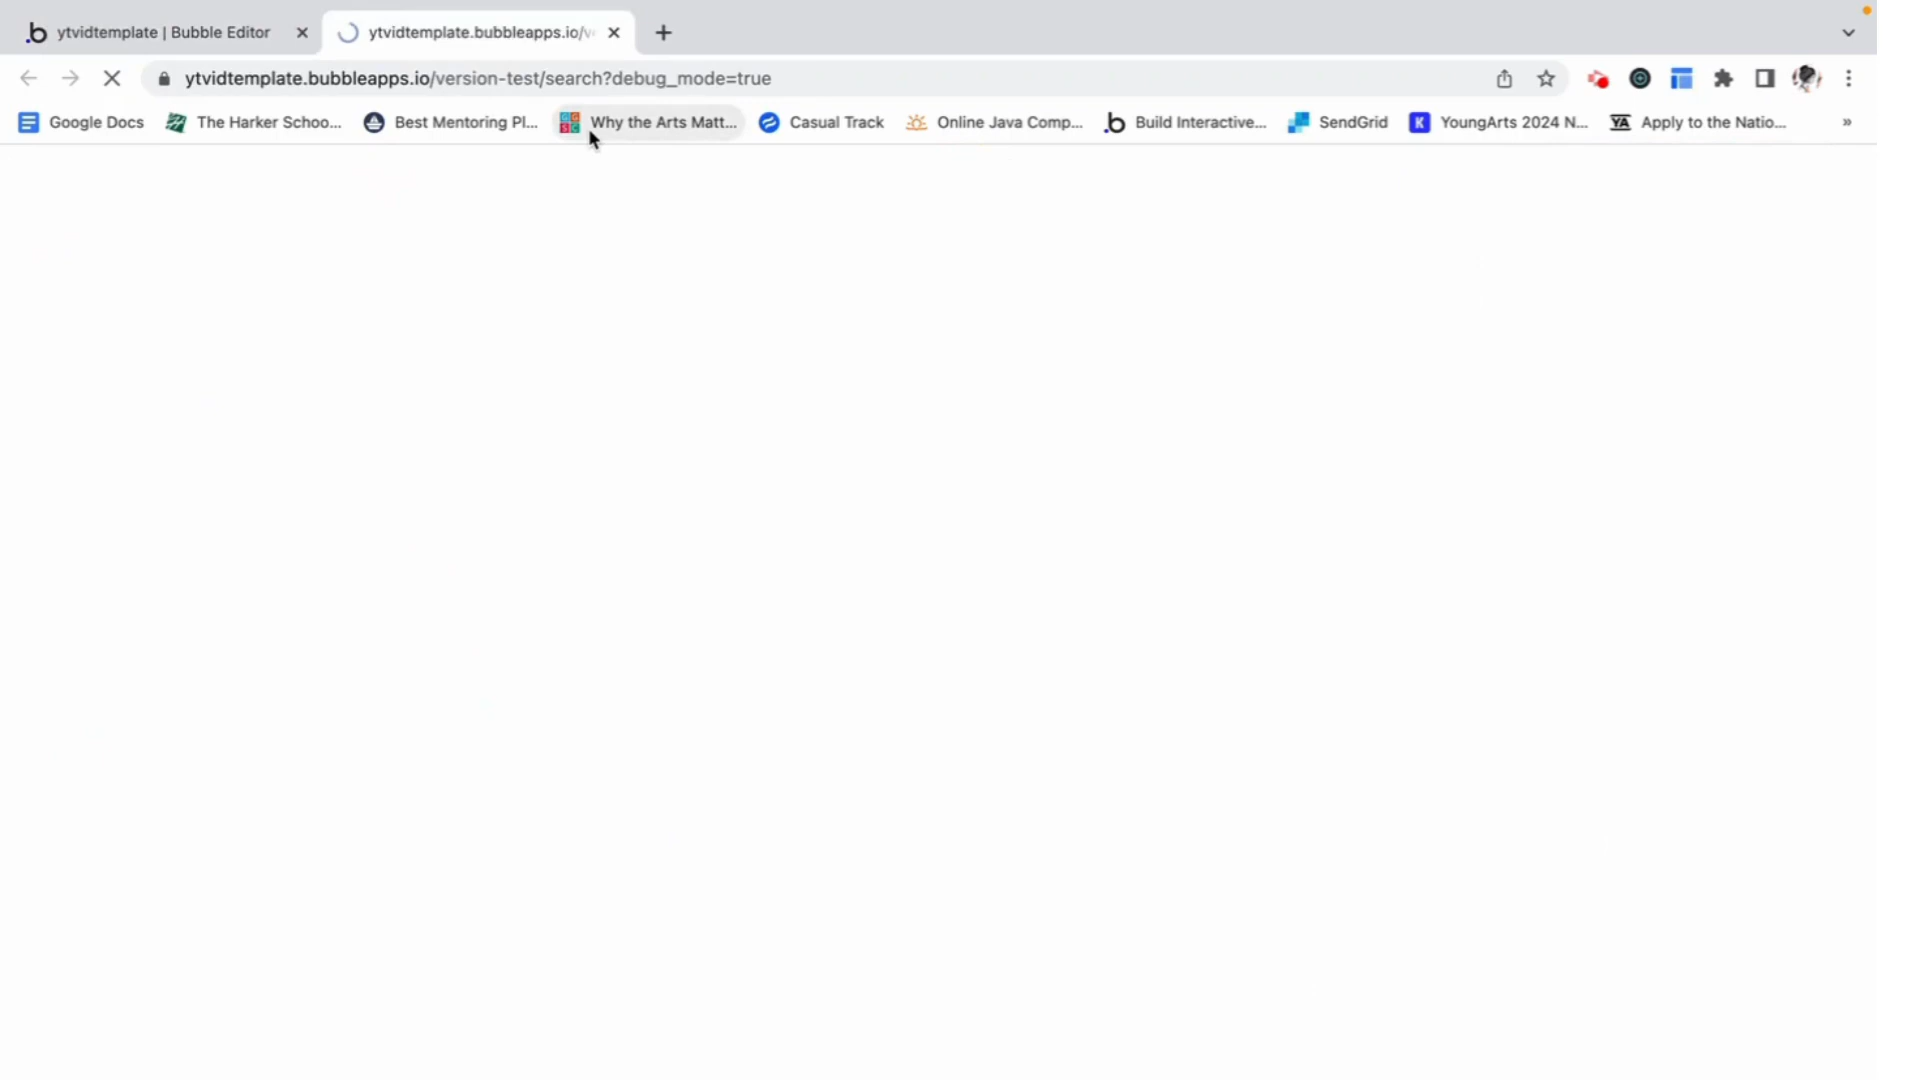 ytvidtemplate | Bubble Editor
ytvidtemplate.bubbleapps.io/v
ytvidtemplate.bubbleapps.io/version-test/search?debug_mode=true
Google Docs
The Harker Schoo...
Best Mentoring Pl...
Why the Arts Matt...
Casual Track
Online Java Comp...
Build Interactive...
SendGrid
K
YoungArts 2024 N...
YA
Apply to the Natio...
»